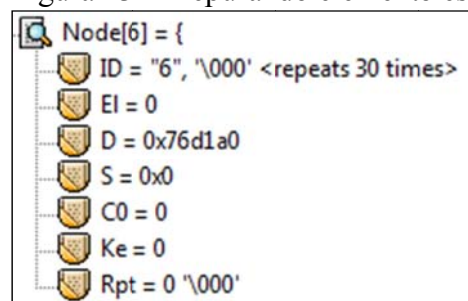 Node[6] = {
ID = "6", '\000' <repeats 30 times>
El = 0
D = 0x76d1a0
S = 0x0
C0 = 0
Ke = 0
Rpt = 0 '\000'